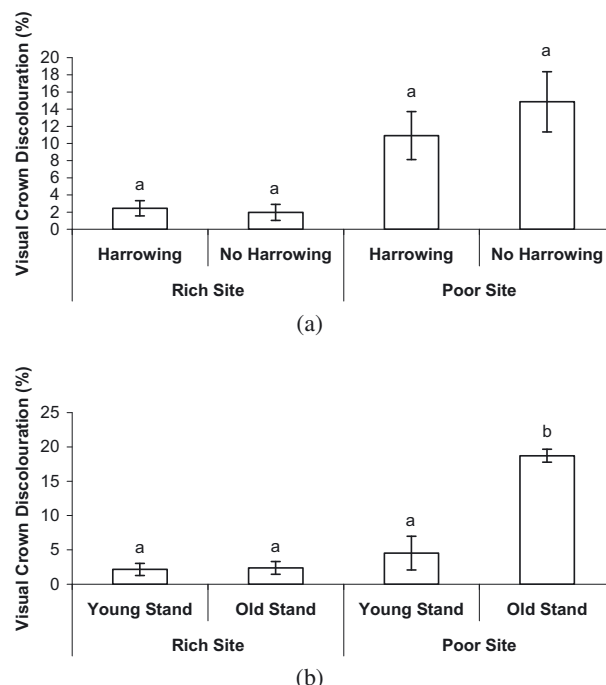 Visual Crown Discolouration (%)
20
18
16
14
12
10
8
6
4
2
0
a
a
a
a
Harrowing
No Harrowing
Harrowing
No Harrowing
Rich Site
Poor Site
(a)
Visual Crown Discolouration (%)
25
20
15
10
5
0
a
a
a
b
Young Stand
Old Stand
Young Stand
Old Stand
Rich Site
Poor Site
(b)